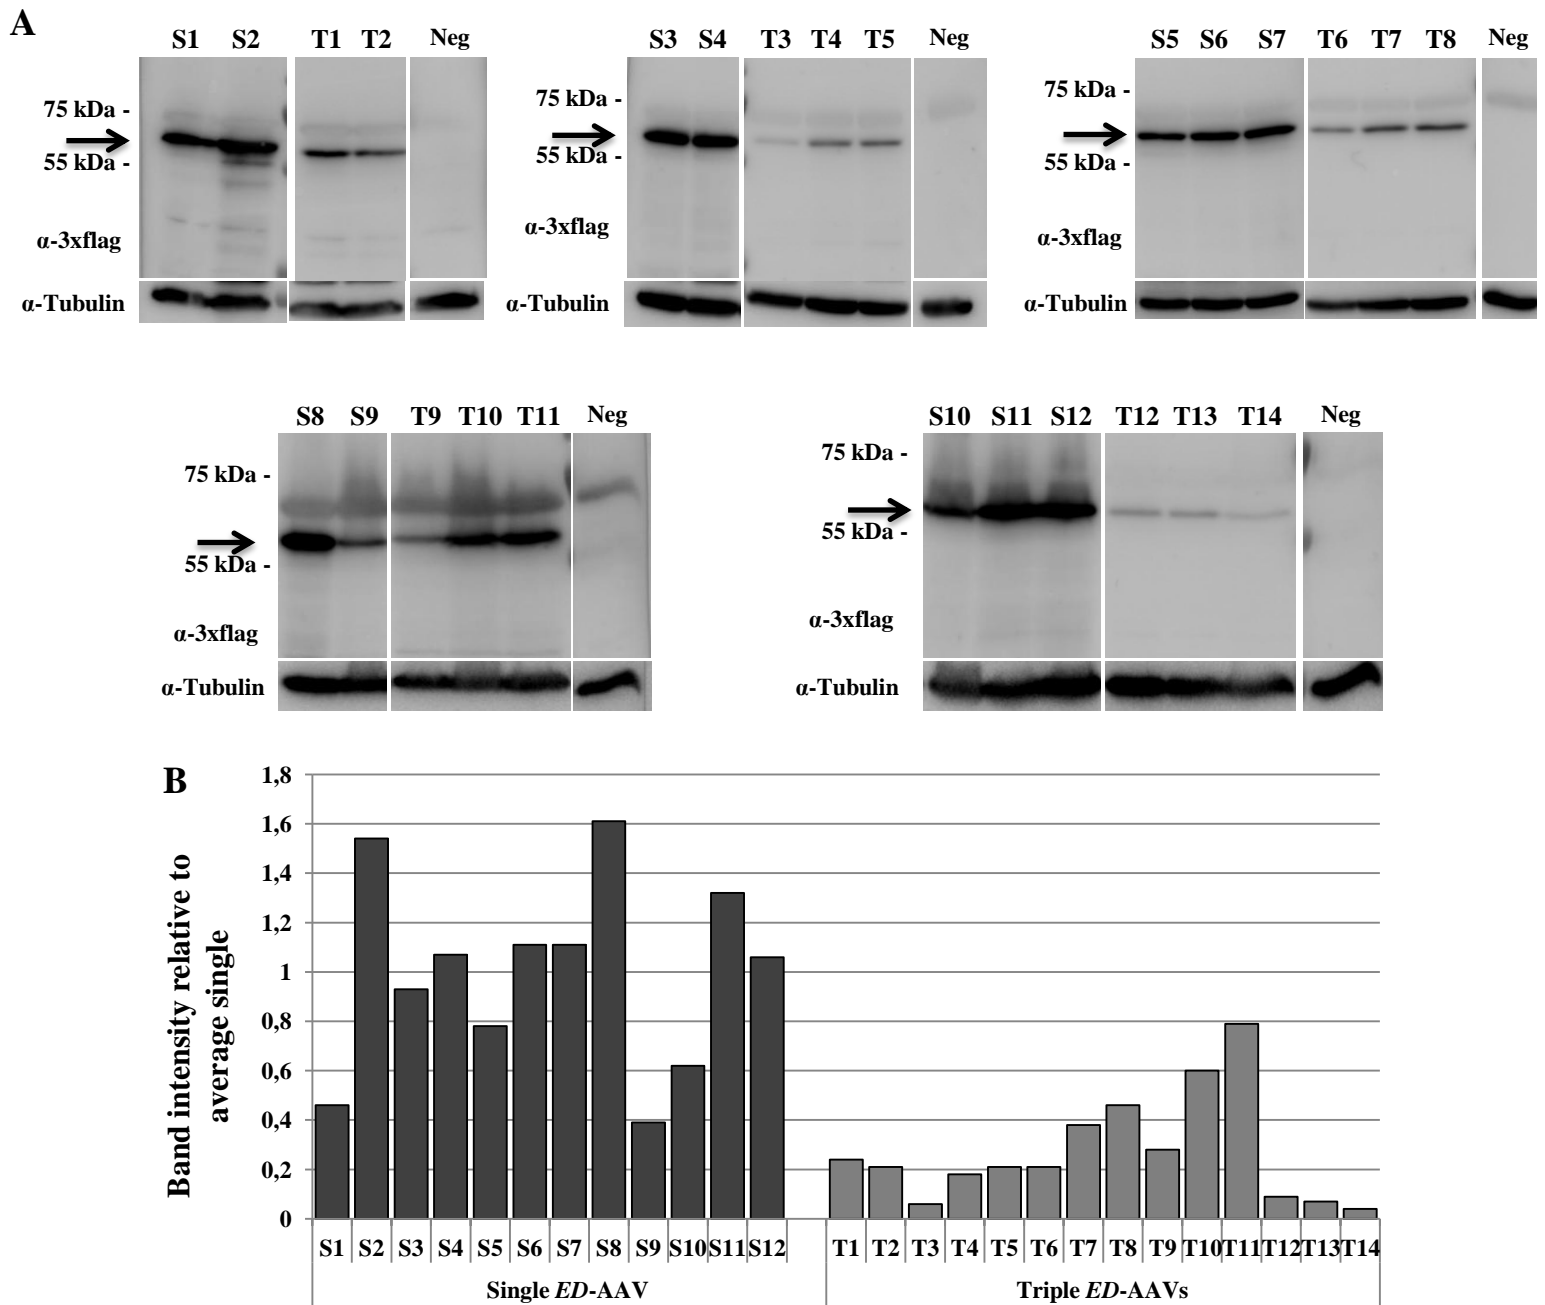 A
S1 S2 T1 T2 Neg
75 kDa -
55 kDa -
α-3xflag
α-Tubulin
S3 S4 T3 T4 T5 Neg
75 kDa -
55 kDa -
α-3xflag
α-Tubulin
S5 S6 S7 T6 T7 T8 Neg
75 kDa -
55 kDa -
α-3xflag
α-Tubulin
S8 S9 T9 T10 T11 Neg
75 kDa -
55 kDa -
α-3xflag
α-Tubulin
S10 S11 S12 T12 T13 T14 Neg
75 kDa -
55 kDa -
α-3xflag
α-Tubulin
B
Band intensity relative to
average single
1,8
1,6
1,4
1,2
1
0,8
0,6
0,4
0,2
0
S1 S2 S3 S4 S5 S6 S7 S8 S9 S10 S11 S12 T1 T2 T3 T4 T5 T6 T7 T8 T9 T10 T11 T12 T13 T14
Single ED-AAV Triple ED-AAVs